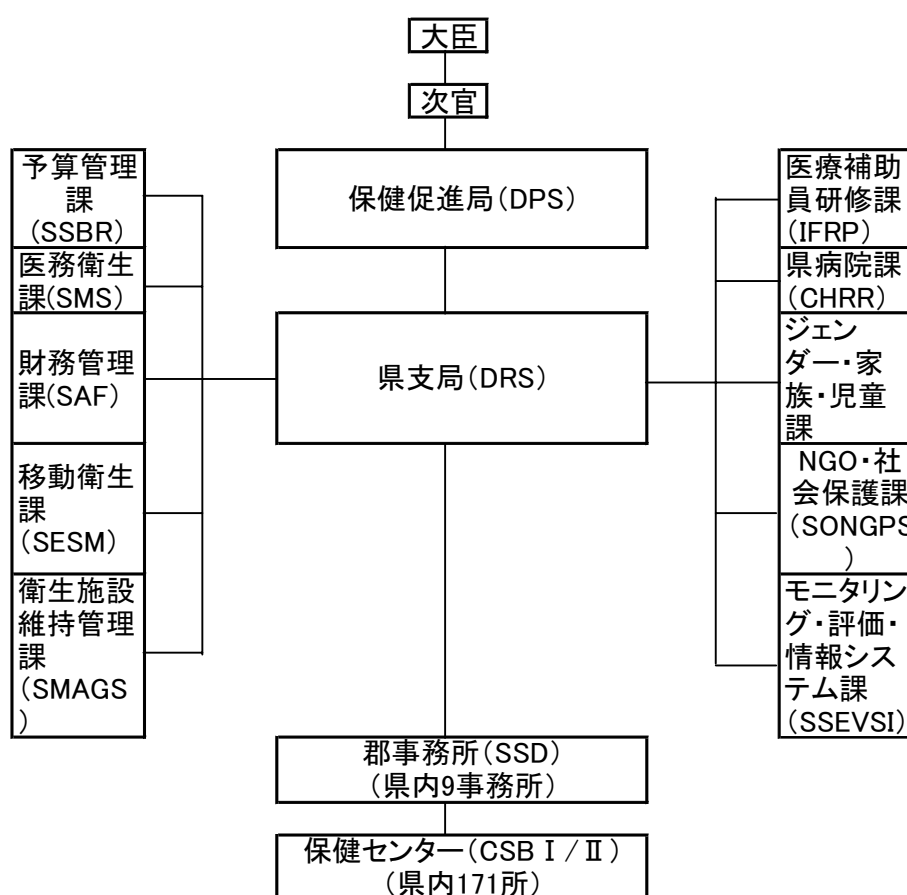 大臣
次官
保健促進局(DPS)
県支局(DRS)
予算管理
課
(SSBR)
医務衛生
課(SMS)
財務管理
課(SAF)
移動衛生
課
(SESM)
衛生施設
維持管理
課
(SMAGS
)
医療補助
員研修課
(IFRP)
県病院課
(CHRR)
ジェン
ダー・家
族・児童
課
NGO・社
会保護課
(SONGPS
)
モニタリン
グ・評価・
情報シス
テム課
(SSEVSI)
郡事務所(SSD)
(県内9事務所)
保健センター(CSBⅠ/Ⅱ)
(県内171所)